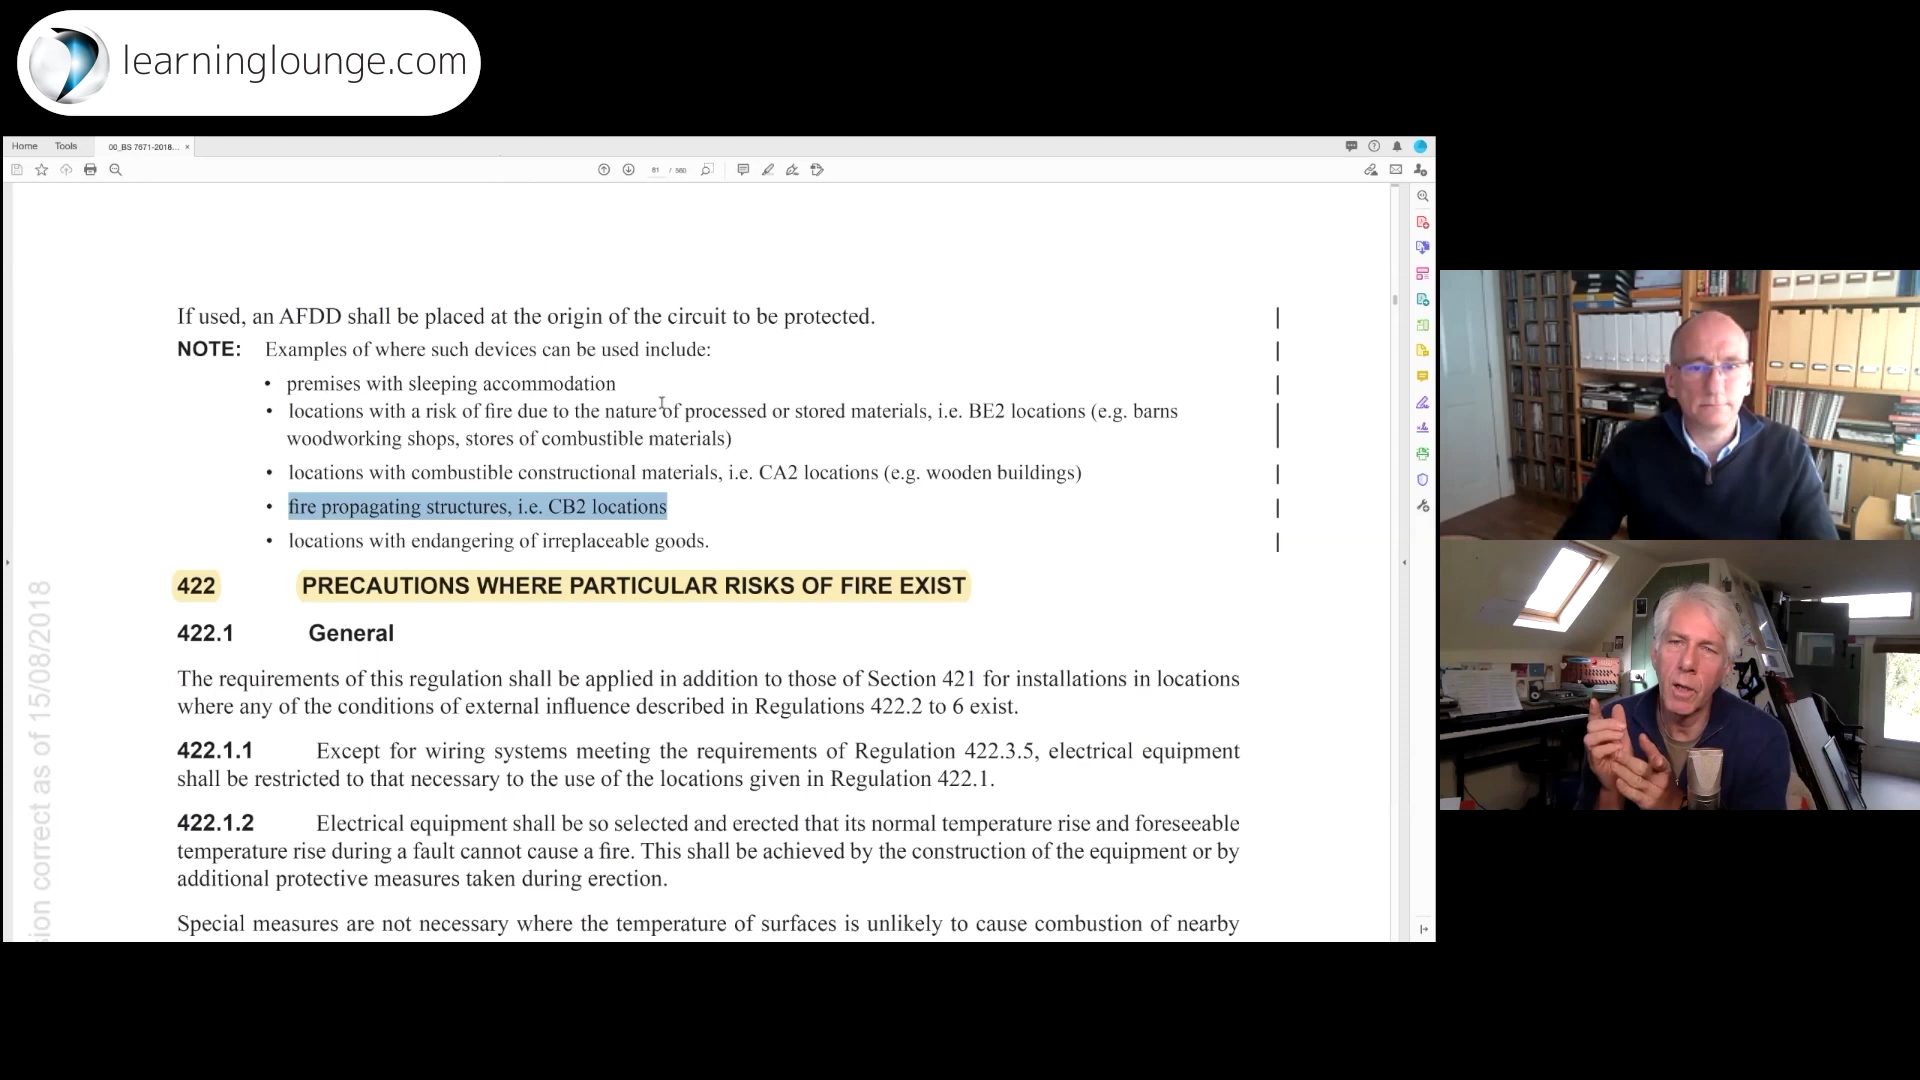 learninglounge.com
Home Tools 00_BS 7671-2018... ×
81 / 560
If used, an AFDD shall be placed at the origin of the circuit to be protected.
NOTE: Examples of where such devices can be used include:
• premises with sleeping accommodation
• locations with a risk of fire due to the nature of processed or stored materials, i.e. BE2 locations (e.g. barns
woodworking shops, stores of combustible materials)
• locations with combustible constructional materials, i.e. CA2 locations (e.g. wooden buildings)
• fire propagating structures, i.e. CB2 locations
• locations with endangering of irreplaceable goods.
422 PRECAUTIONS WHERE PARTICULAR RISKS OF FIRE EXIST
422.1 General
The requirements of this regulation shall be applied in addition to those of Section 421 for installations in locations
where any of the conditions of external influence described in Regulations 422.2 to 6 exist.
422.1.1 Except for wiring systems meeting the requirements of Regulation 422.3.5, electrical equipment
shall be restricted to that necessary to the use of the locations given in Regulation 422.1.
422.1.2 Electrical equipment shall be so selected and erected that its normal temperature rise and foreseeable
temperature rise during a fault cannot cause a fire. This shall be achieved by the construction of the equipment or by
additional protective measures taken during erection.
Special measures are not necessary where the temperature of surfaces is unlikely to cause combustion of nearby
sion correct as of 15/08/2018